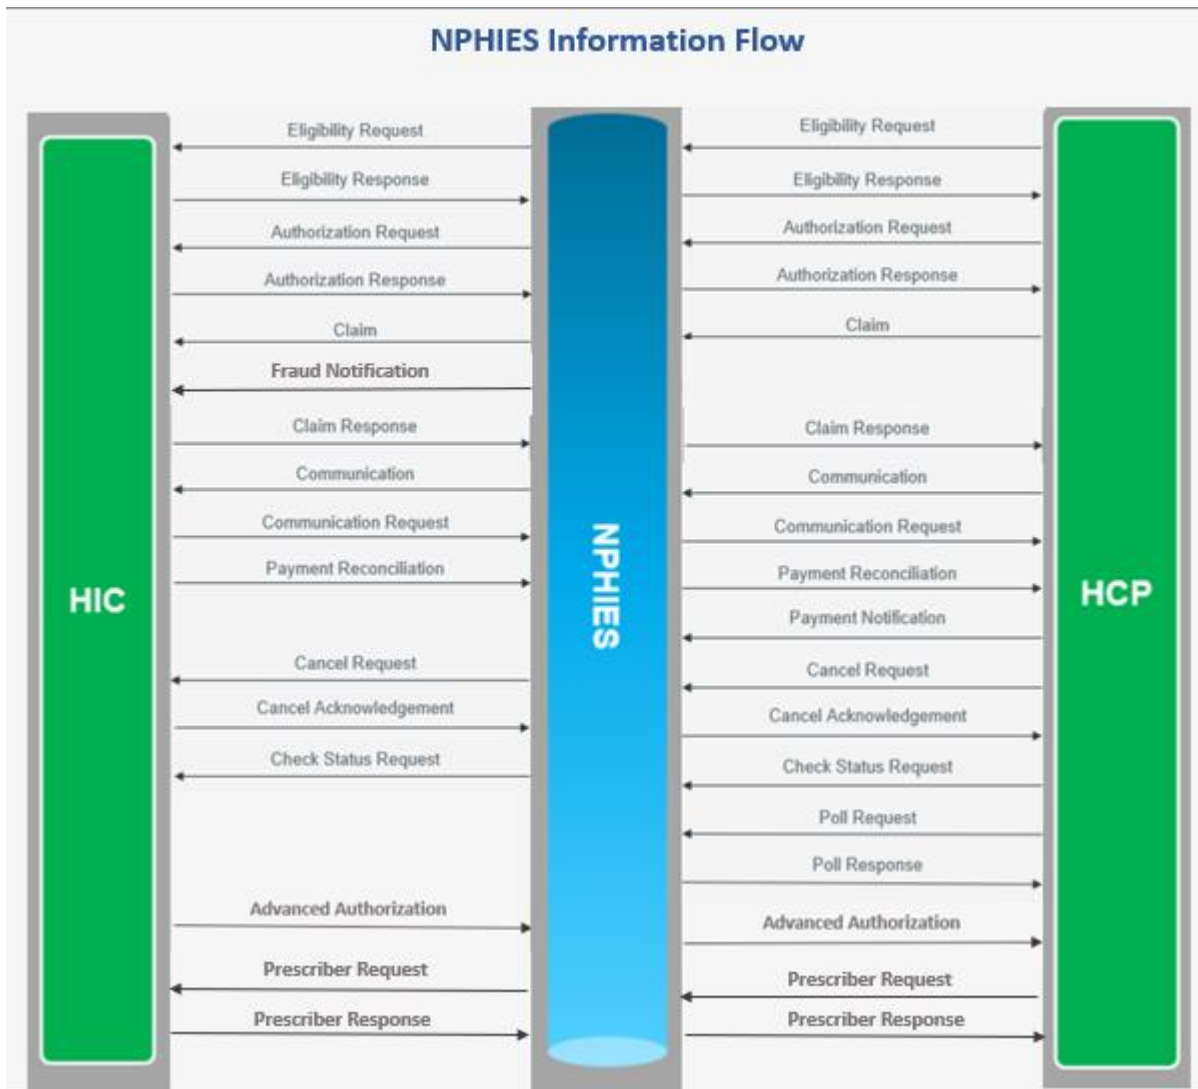 NPHIES Information Flow
Eligibility Request
Eligibility Request
Eligibility Response
Eligibility Response
Authorization Request
Authorization Request
Authorization Response
Authorization Response
Claim
Claim
Fraud Notification
Claim Response
Claim Response
Communication
Communication
Communication Request
Communication Request
Payment Reconciliation
Payment Reconciliation
HIC
NPHIES
HCP
Payment Notification
Cancel Request
Cancel Request
Cancel Acknowledgement
Cancel Acknowledgement
Check Status Request
Check Status Request
Poll Request
Poll Response
Advanced Authorization
Advanced Authorization
Prescriber Request
Prescriber Request
Prescriber Response
Prescriber Response